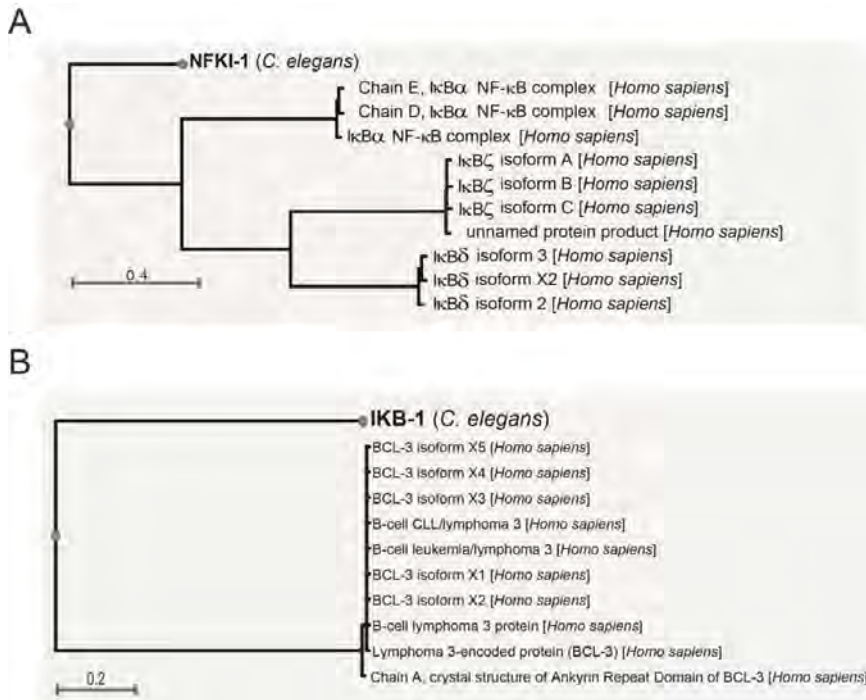 A
NFKI-1 (C. elegans)
Chain E, IκBα NF-κB complex [Homo sapiens]
Chain D, IκBα NF-κB complex [Homo sapiens]
IκBα NF-κB complex [Homo sapiens]
IκBζ isoform A [Homo sapiens]
IκBζ isoform B [Homo sapiens]
IκBζ isoform C [Homo sapiens]
unnamed protein product [Homo sapiens]
IκBδ isoform 3 [Homo sapiens]
IκBδ isoform X2 [Homo sapiens]
IκBδ isoform 2 [Homo sapiens]
0.4
B
IKB-1 (C. elegans)
BCL-3 isoform X5 [Homo sapiens]
BCL-3 isoform X4 [Homo sapiens]
BCL-3 isoform X3 [Homo sapiens]
B-cell CLL/lymphoma 3 [Homo sapiens]
B-cell leukemia/lymphoma 3 [Homo sapiens]
BCL-3 isoform X1 [Homo sapiens]
BCL-3 isoform X2 [Homo sapiens]
B-cell lymphoma 3 protein [Homo sapiens]
Lymphoma 3-encoded protein (BCL-3) [Homo sapiens]
Chain A, crystal structure of Ankyrin Repeat Domain of BCL-3 [Homo sapiens]
0.2